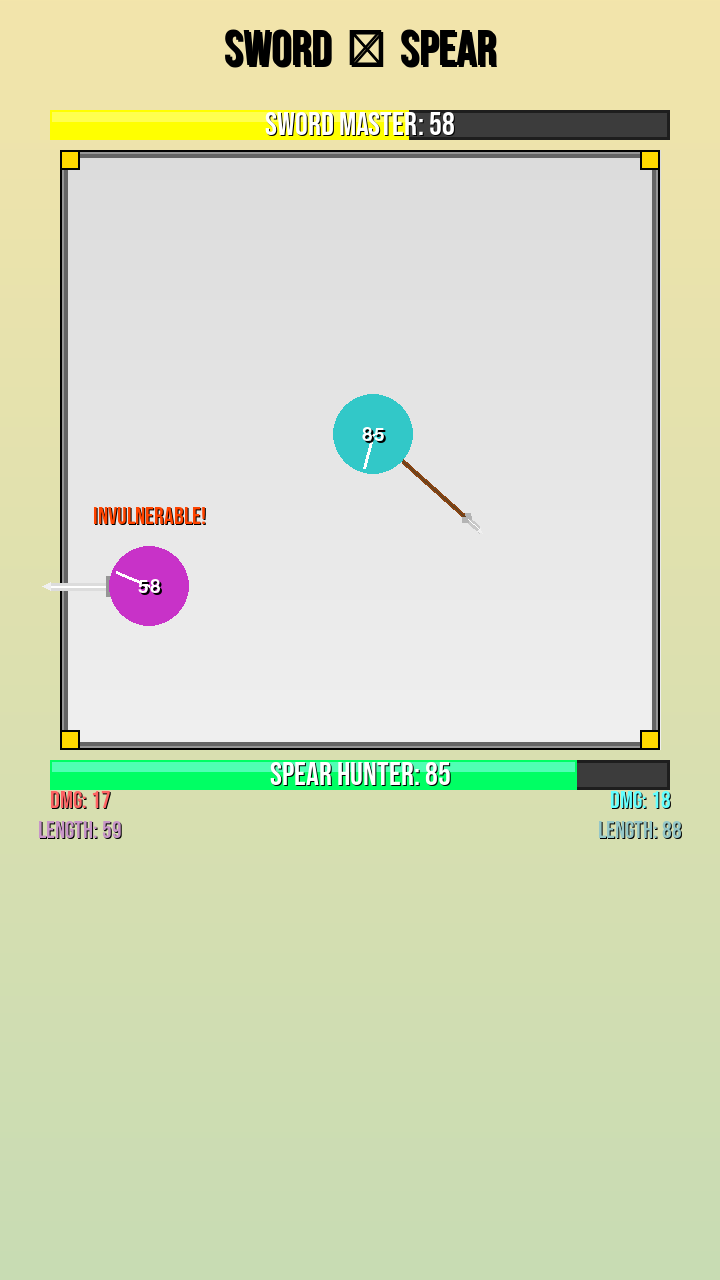 SWORD SPEAR
SWORD MASTER: 58
85
INVULNERABLE!
58
SPEAR HUNTER: 85
DMG: 17 DMG: 18
LENGTH: 59 LENGTH: 88